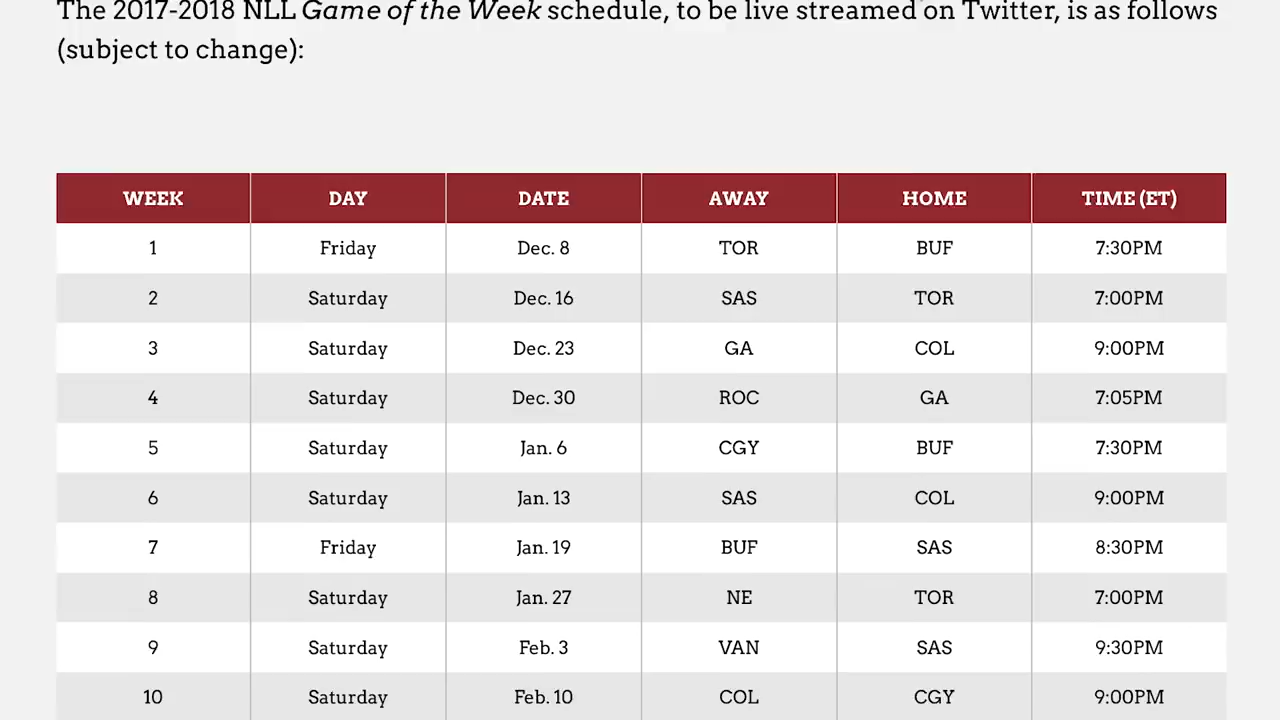 The 2017-2018 NLL Game of the Week schedule, to be live streamed on Twitter, is as follows
(subject to change):
WEEK DAY DATE AWAY HOME TIME (ET)
1 Friday Dec. 8 TOR BUF 7:30PM
2 Saturday Dec. 16 SAS TOR 7:00PM
3 Saturday Dec. 23 GA COL 9:00PM
4 Saturday Dec. 30 ROC GA 7:05PM
5 Saturday Jan. 6 CGY BUF 7:30PM
6 Saturday Jan. 13 SAS COL 9:00PM
7 Friday Jan. 19 BUF SAS 8:30PM
8 Saturday Jan. 27 NE TOR 7:00PM
9 Saturday Feb. 3 VAN SAS 9:30PM
10 Saturday Feb. 10 COL CGY 9:00PM